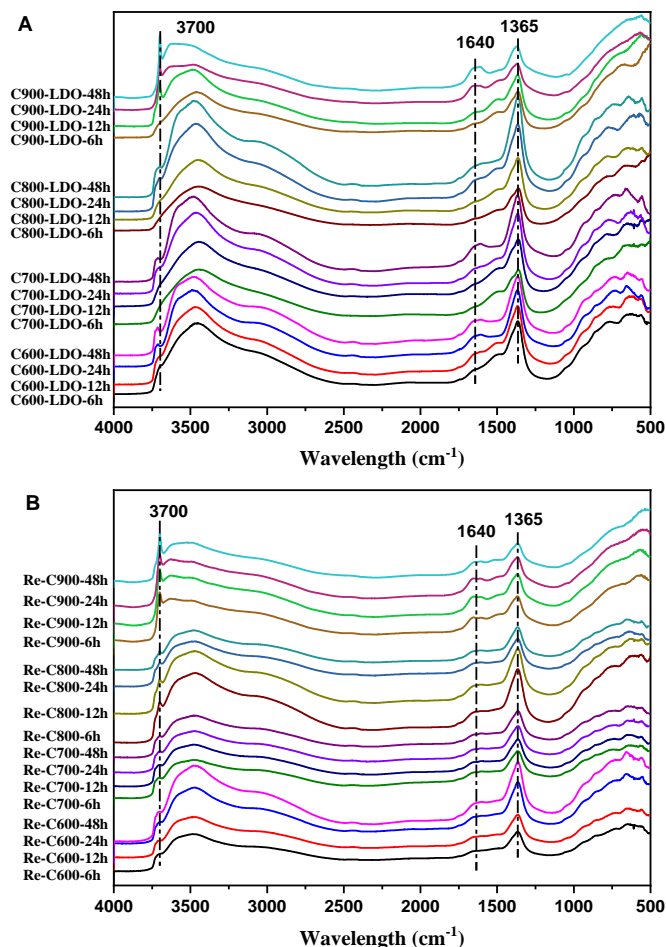 A
3700
1640
1365
C900-LDO-48h
C900-LDO-24h
C900-LDO-12h
C900-LDO-6h
C800-LDO-48h
C800-LDO-24h
C800-LDO-12h
C800-LDO-6h
C700-LDO-48h
C700-LDO-24h
C700-LDO-12h
C700-LDO-6h
C600-LDO-48h
C600-LDO-24h
C600-LDO-12h
C600-LDO-6h
4000 3500 3000 2500 2000 1500 1000 500
Wavelength (cm⁻¹)
B
3700
1640
1365
Re-C900-48h
Re-C900-24h
Re-C900-12h
Re-C900-6h
Re-C800-48h
Re-C800-24h
Re-C800-12h
Re-C800-6h
Re-C700-48h
Re-C700-24h
Re-C700-12h
Re-C700-6h
Re-C600-48h
Re-C600-24h
Re-C600-12h
Re-C600-6h
4000 3500 3000 2500 2000 1500 1000 500
Wavelength (cm⁻¹)